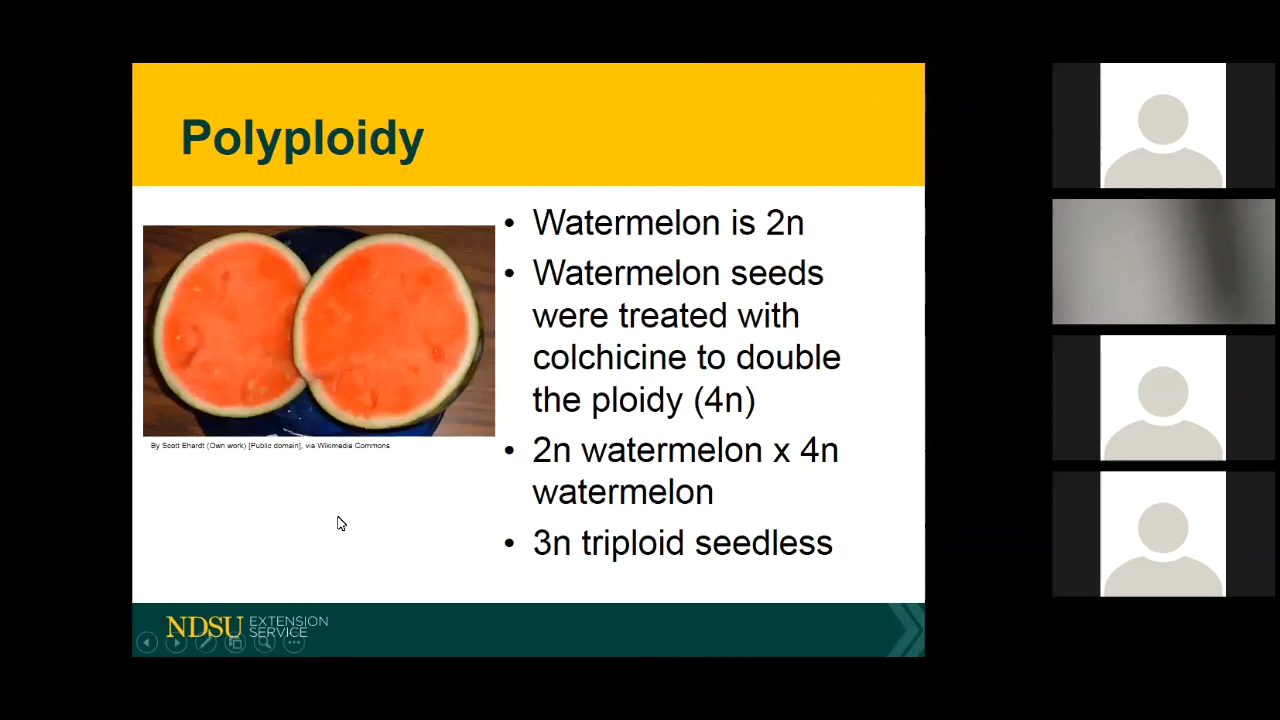 Polyploidy
• Watermelon is 2n
• Watermelon seeds
were treated with
colchicine to double
the ploidy (4n)
• 2n watermelon x 4n
watermelon
• 3n triploid seedless
By Scott Ehardt (Own work) [Public domain], via Wikimedia Commons
NDSU EXTENSION
SERVICE